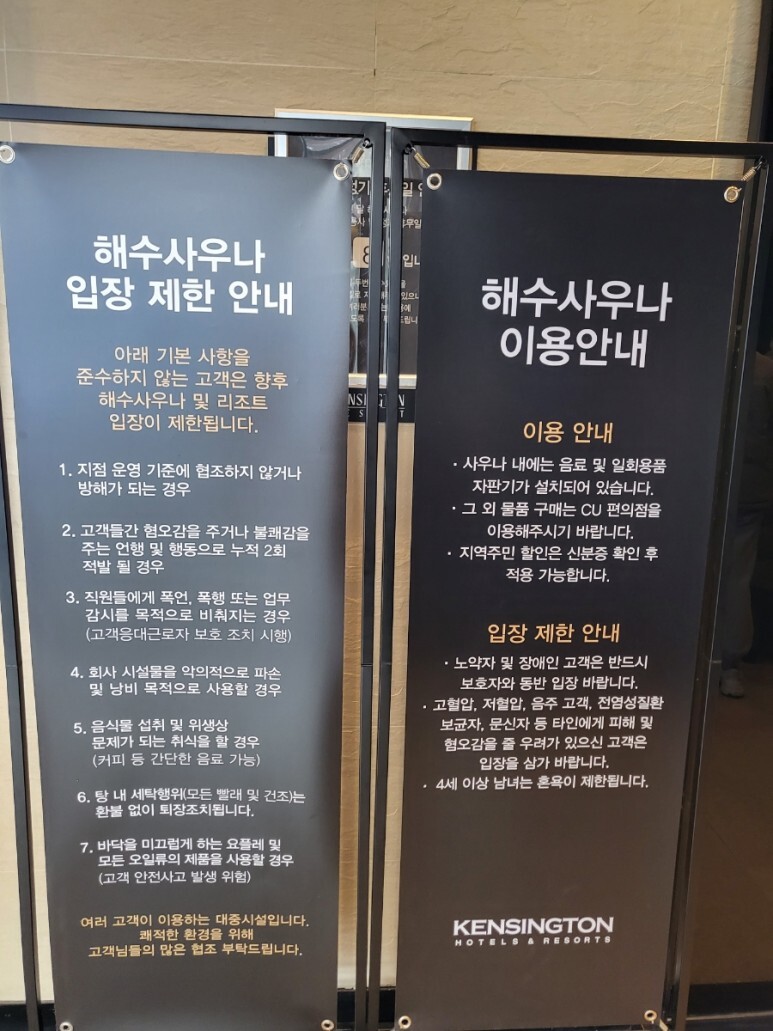 해수사우나
입장 제한 안내
아래 기본 사항을
준수하지 않는 고객은 향후
해수사우나 및 리조트
입장이 제한됩니다.
1. 지점 운영 기준에 협조하지 않거나
방해가 되는 경우
2. 고객들간 혐오감을 주거나 불쾌감을
주는 언행 및 행동으로 누적 2회
적발 될 경우
3. 직원들에게 폭언, 폭행 또는 업무
감시를 목적으로 비춰지는 경우
(고객응대근로자 보호 조치 시행)
4. 회사 시설물을 악의적으로 파손
및 낭비 목적으로 사용할 경우
5. 음식물 섭취 및 위생상
문제가 되는 취식을 할 경우
(커피 등 간단한 음료 가능)
6. 탕 내 세탁행위(모든 빨래 및 건조)는
환불 없이 퇴장조치됩니다.
7. 바닥을 미끄럽게 하는 요플레 및
모든 오일류의 제품을 사용할 경우
(고객 안전사고 발생 위험)
여러 고객이 이용하는 대중시설입니다.
쾌적한 환경을 위해
고객님들의 많은 협조 부탁드립니다.
해수사우나
이용안내
이용 안내
· 사우나 내에는 음료 및 일회용품
자판기가 설치되어 있습니다.
· 그 외 물품 구매는 CU 편의점을
이용해주시기 바랍니다.
· 지역주민 할인은 신분증 확인 후
적용 가능합니다.
입장 제한 안내
· 노약자 및 장애인 고객은 반드시
보호자와 동반 입장 바랍니다.
· 고혈압, 저혈압, 음주 고객, 전염성질환
보균자, 문신자 등 타인에게 피해 및
혐오감을 줄 우려가 있으신 고객은
입장을 삼가 바랍니다.
· 4세 이상 남녀는 혼욕이 제한됩니다.
KENSINGTON
HOTELS & RESORTS